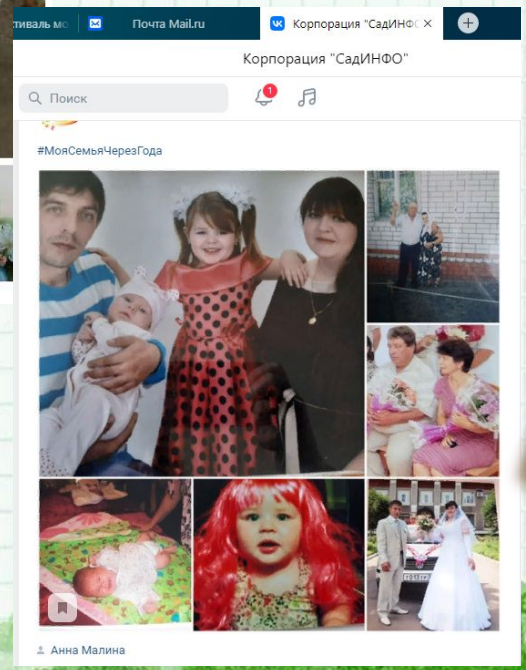 тиваль мо
Почта Mail.ru
Корпорация "СадИНФО
Корпорация "СадИНФО"
Поиск
1
#МояСемьяЧерезГода
Анна Малина